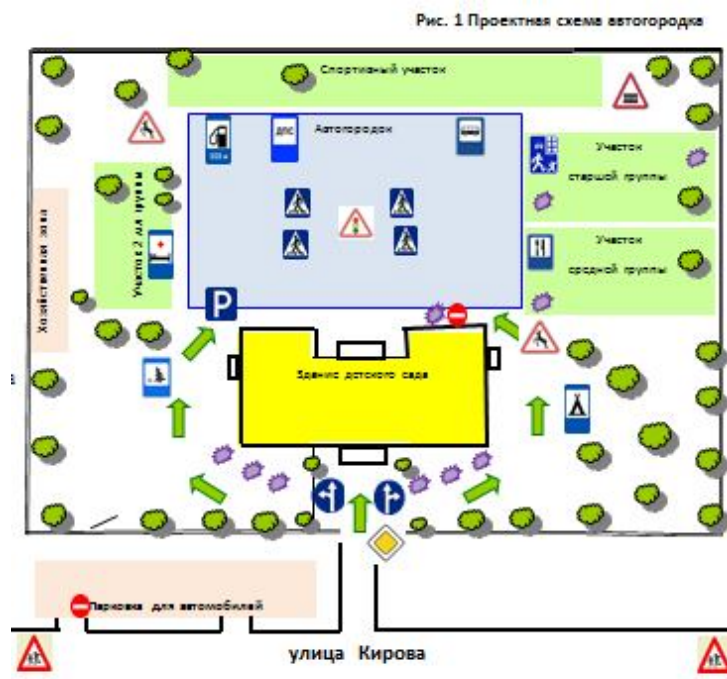 Рис. 1 Проектная схема автогородка
Спортивный участок
ДПС
Автогородок
Участок
старшей группы
Участок 2 мл группы
Хозяйственная зона
Участок
средней группы
P
Здание детского сада
Парковка для автомобилей
улица Кирова